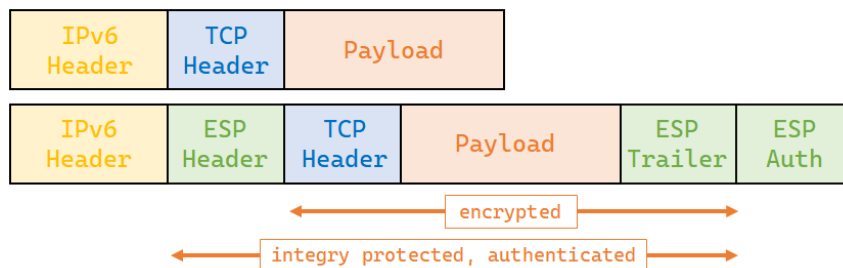 IPv6 Header TCP Header Payload
IPv6 Header ESP Header TCP Header Payload ESP Trailer ESP Auth
encrypted
integry protected, authenticated